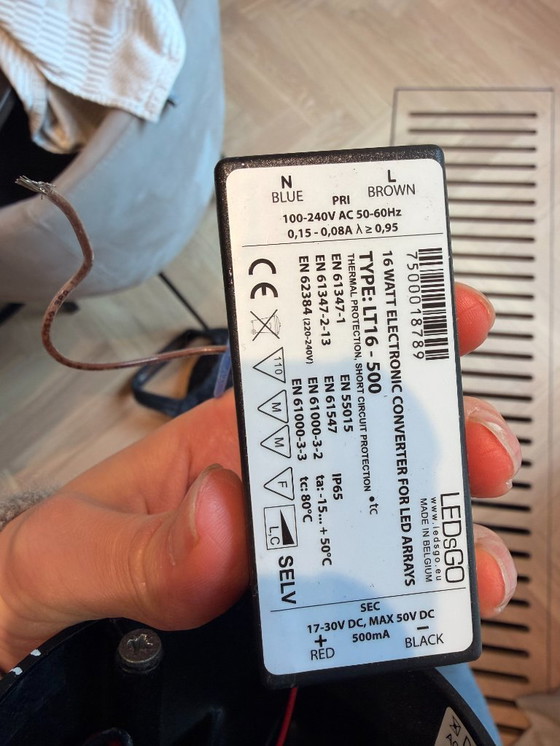 N
BLUE
L
BROWN
PRI
100-240V AC 50-60Hz
0,15 - 0,08A λ ≥ 0,95
7500018789
16 WATT ELECTRONIC CONVERTER FOR LED ARRAYS
TYPE: LT16 - 500
THERMAL PROTECTION, SHORT CIRCUIT PROTECTION • tc
EN 61347-1 EN 55015 IP65
EN 61347-2-13 EN 61547 ta: -15... + 50°C
EN 62384 (220-240V) EN 61000-3-2 tc: 80°C
EN 61000-3-3
CE
110
M
M
F
L,C
SELV
LEDsGO
www.ledsgo.eu
MADE IN BELGIUM
SEC
17-30V DC, MAX 50V DC
500mA
+
RED
−
BLACK